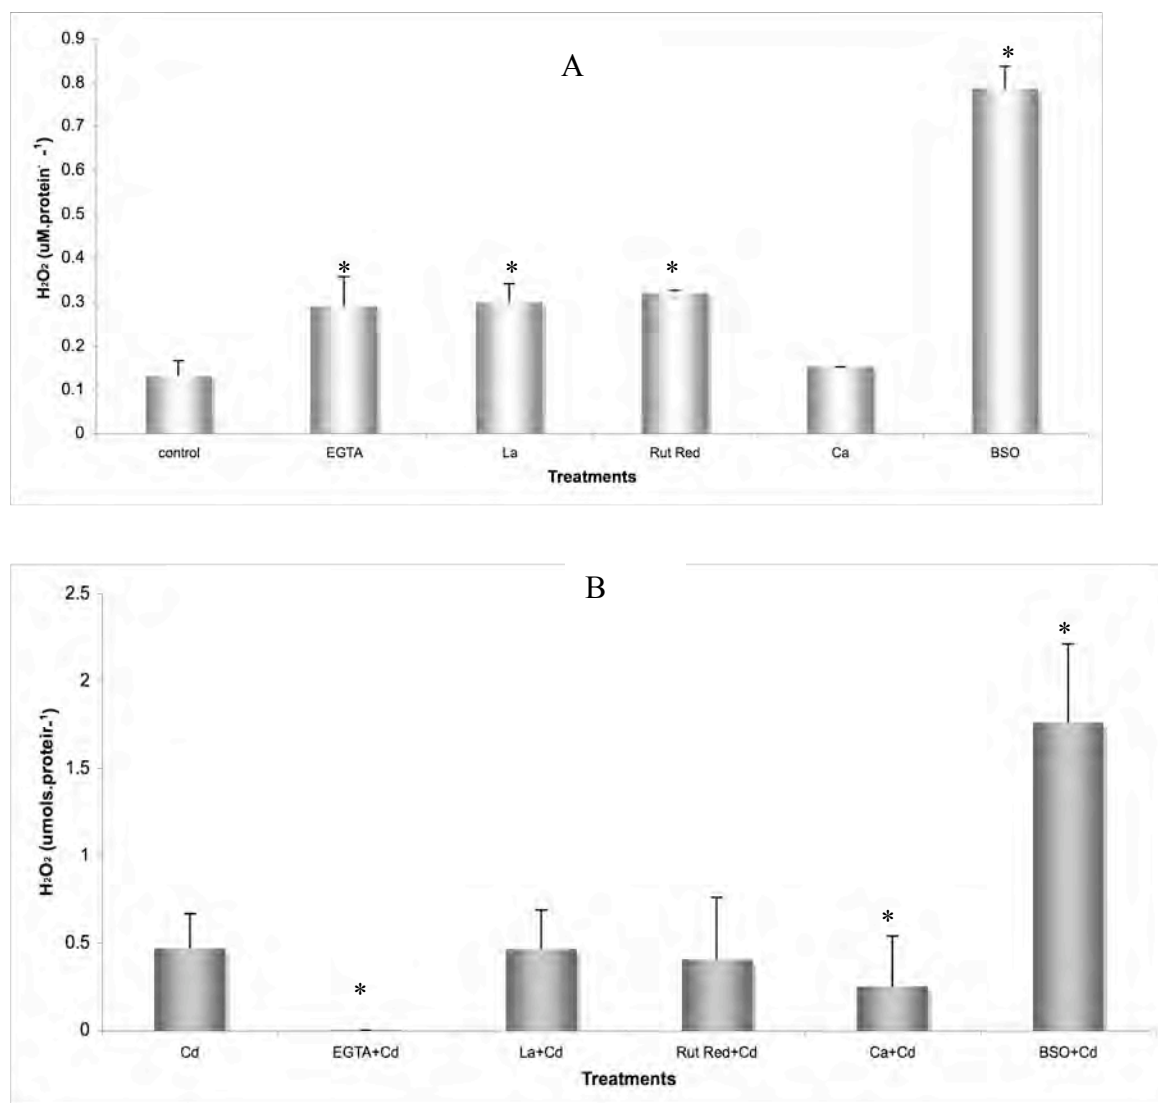 A
0.9
0.8
0.7
0.6
0.5
0.4
0.3
0.2
0.1
0
H2O2 (uM.protein -1)
*
*
*
*
control EGTA La Rut Red Ca BSO
Treatments
B
2.5
2
1.5
1
0.5
0
H2O2 (umols.proteir-1)
*
*
*
Cd EGTA+Cd La+Cd Rut Red+Cd Ca+Cd BSO+Cd
Treatments